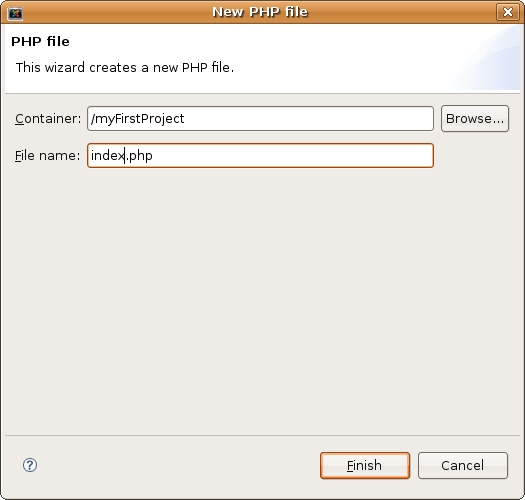 New PHP file
PHP file
This wizard creates a new PHP file.
Container: /myFirstProject Browse...
File name: index.php
? Finish Cancel